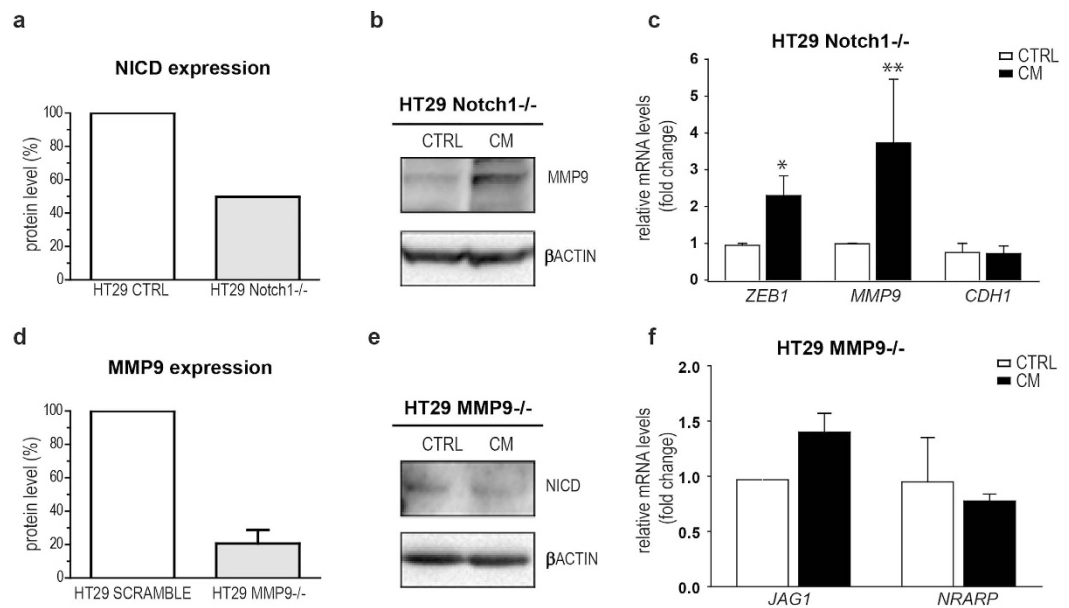 a
NICD expression
protein level (%)
100
80
60
40
20
0
HT29 CTRL
HT29 Notch1-/-
b
HT29 Notch1-/-
CTRL CM
MMP9
βACTIN
c
HT29 Notch1-/-
CTRL
CM
relative mRNA levels
(fold change)
6
5
4
3
2
1
0
*
**
ZEB1
MMP9
CDH1
d
MMP9 expression
protein level (%)
100
80
60
40
20
0
HT29 SCRAMBLE
HT29 MMP9-/-
e
HT29 MMP9-/-
CTRL CM
NICD
βACTIN
f
HT29 MMP9-/-
CTRL
CM
relative mRNA levels
(fold change)
2.0
1.5
1.0
0.5
0.0
JAG1
NRARP